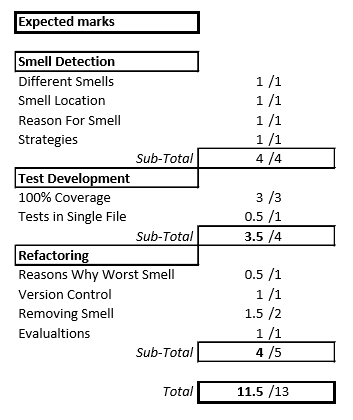 Expected marks
Smell Detection
Different Smells 1 /1
Smell Location 1 /1
Reason For Smell 1 /1
Strategies 1 /1
Sub-Total 4 /4
Test Development
100% Coverage 3 /3
Tests in Single File 0.5 /1
Sub-Total 3.5 /4
Refactoring
Reasons Why Worst Smell 0.5 /1
Version Control 1 /1
Removing Smell 1.5 /2
Evalualtions 1 /1
Sub-Total 4 /5
Total 11.5 /13